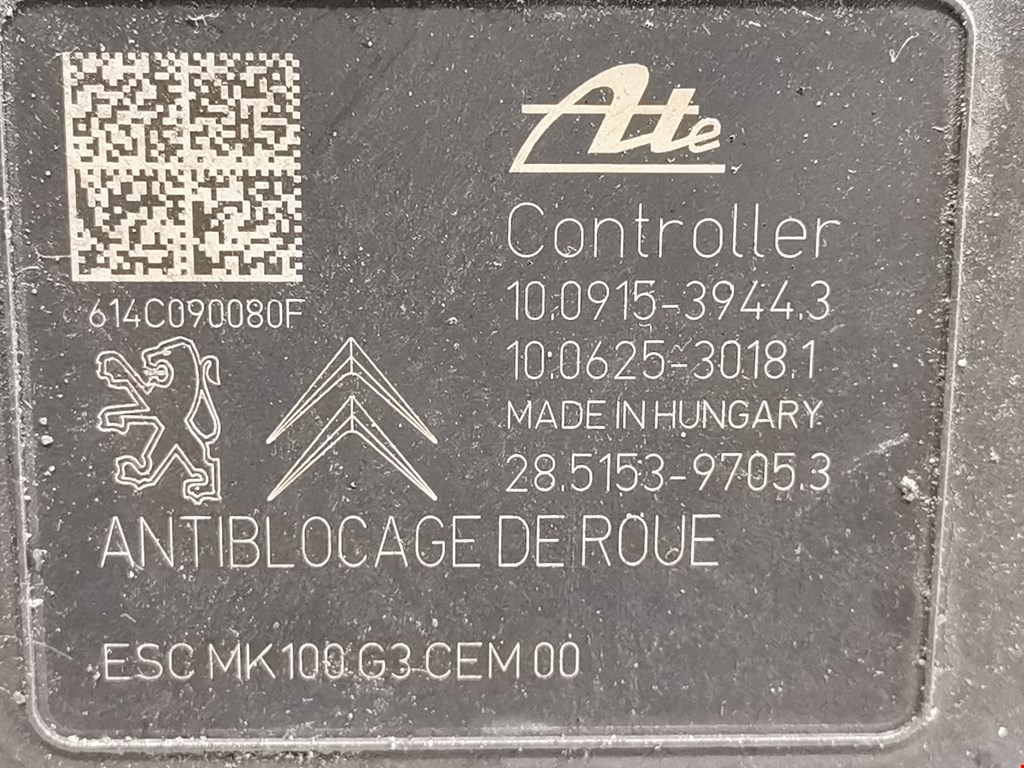 Ate
Controller
10.0915-3944.3
10.0625-3018.1
MADE IN HUNGARY
28.5153-9705.3
614C090080F
ANTIBLOCAGE DE ROUE
ESC MK100 G3 CEM 00